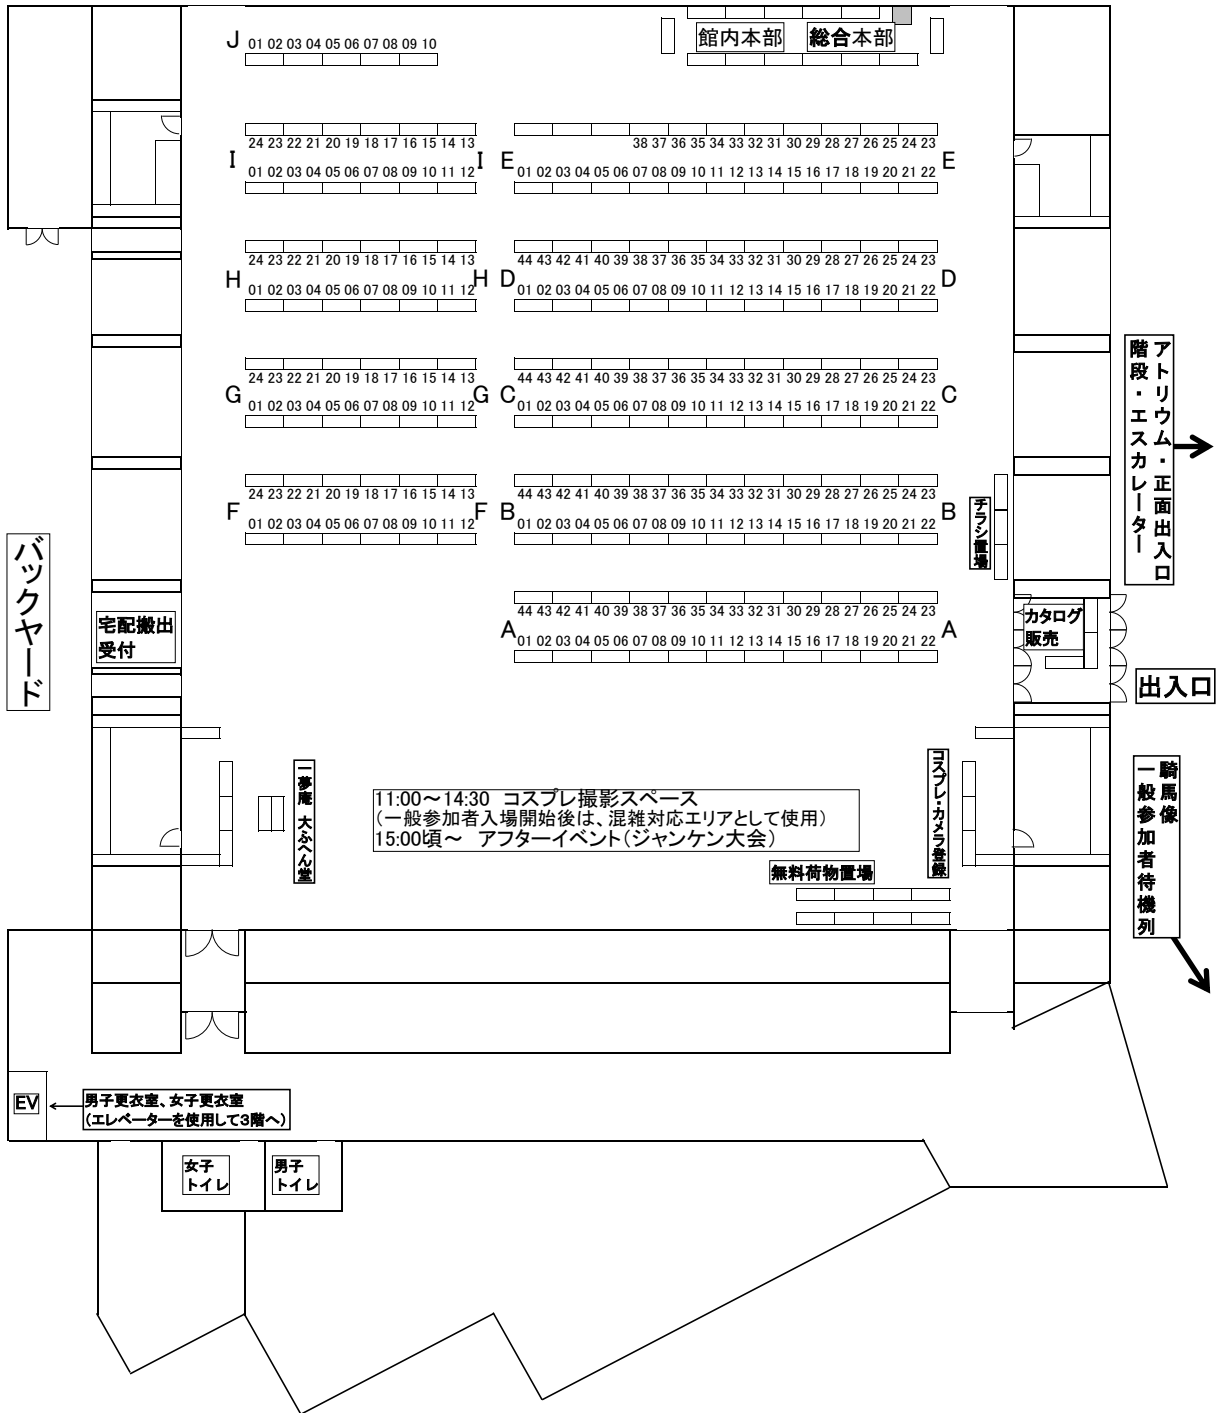 J 01 02 03 04 05 06 07 08 09 10
館内本部 総合本部
24 23 22 21 20 19 18 17 16 15 14 13
38 37 36 35 34 33 32 31 30 29 28 27 26 25 24 23
I I E E
01 02 03 04 05 06 07 08 09 10 11 12
01 02 03 04 05 06 07 08 09 10 11 12 13 14 15 16 17 18 19 20 21 22
24 23 22 21 20 19 18 17 16 15 14 13
44 43 42 41 40 39 38 37 36 35 34 33 32 31 30 29 28 27 26 25 24 23
H H D D
01 02 03 04 05 06 07 08 09 10 11 12
01 02 03 04 05 06 07 08 09 10 11 12 13 14 15 16 17 18 19 20 21 22
24 23 22 21 20 19 18 17 16 15 14 13
44 43 42 41 40 39 38 37 36 35 34 33 32 31 30 29 28 27 26 25 24 23
G G C C
01 02 03 04 05 06 07 08 09 10 11 12
01 02 03 04 05 06 07 08 09 10 11 12 13 14 15 16 17 18 19 20 21 22
アトリウム・正面出入口
階段・エスカレーター
24 23 22 21 20 19 18 17 16 15 14 13
44 43 42 41 40 39 38 37 36 35 34 33 32 31 30 29 28 27 26 25 24 23
F F B B
01 02 03 04 05 06 07 08 09 10 11 12
01 02 03 04 05 06 07 08 09 10 11 12 13 14 15 16 17 18 19 20 21 22
チラシ置場
バックヤード
44 43 42 41 40 39 38 37 36 35 34 33 32 31 30 29 28 27 26 25 24 23
A A
01 02 03 04 05 06 07 08 09 10 11 12 13 14 15 16 17 18 19 20 21 22
宅配搬出
受付
カタログ
販売
出入口
一夢庵 大ふへん堂
11:00～14:30 コスプレ撮影スペース
(一般参加者入場開始後は、混雑対応エリアとして使用)
15:00頃～ アフターイベント(ジャンケン大会)
コスプレ・カメラ登録
騎馬像
一般参加者待機列
無料荷物置場
EV
男子更衣室、女子更衣室
(エレベーターを使用して3階へ)
女子
トイレ
男子
トイレ